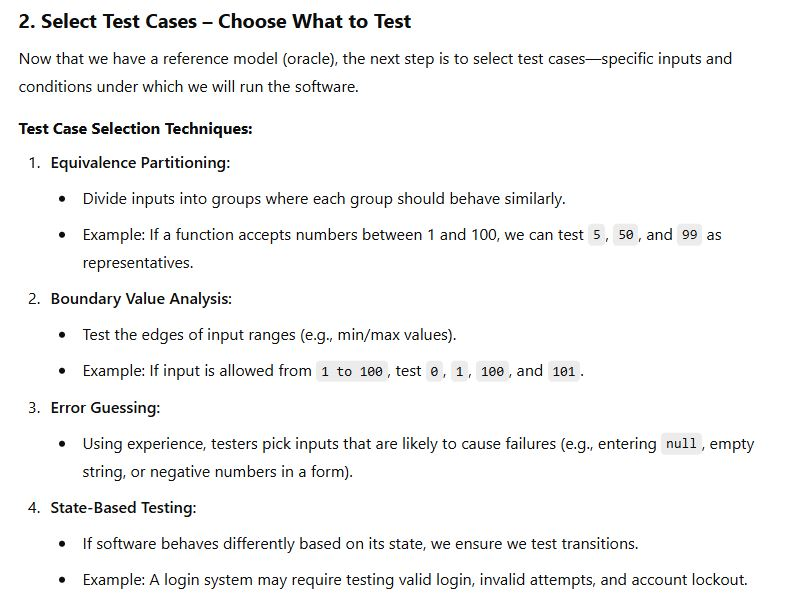 2. Select Test Cases – Choose What to Test
Now that we have a reference model (oracle), the next step is to select test cases—specific inputs and
conditions under which we will run the software.
Test Case Selection Techniques:
1. Equivalence Partitioning:
• Divide inputs into groups where each group should behave similarly.
• Example: If a function accepts numbers between 1 and 100, we can test 5, 50, and 99 as
representatives.
2. Boundary Value Analysis:
• Test the edges of input ranges (e.g., min/max values).
• Example: If input is allowed from 1 to 100, test 0, 1, 100, and 101.
3. Error Guessing:
• Using experience, testers pick inputs that are likely to cause failures (e.g., entering null, empty
string, or negative numbers in a form).
4. State-Based Testing:
• If software behaves differently based on its state, we ensure we test transitions.
• Example: A login system may require testing valid login, invalid attempts, and account lockout.